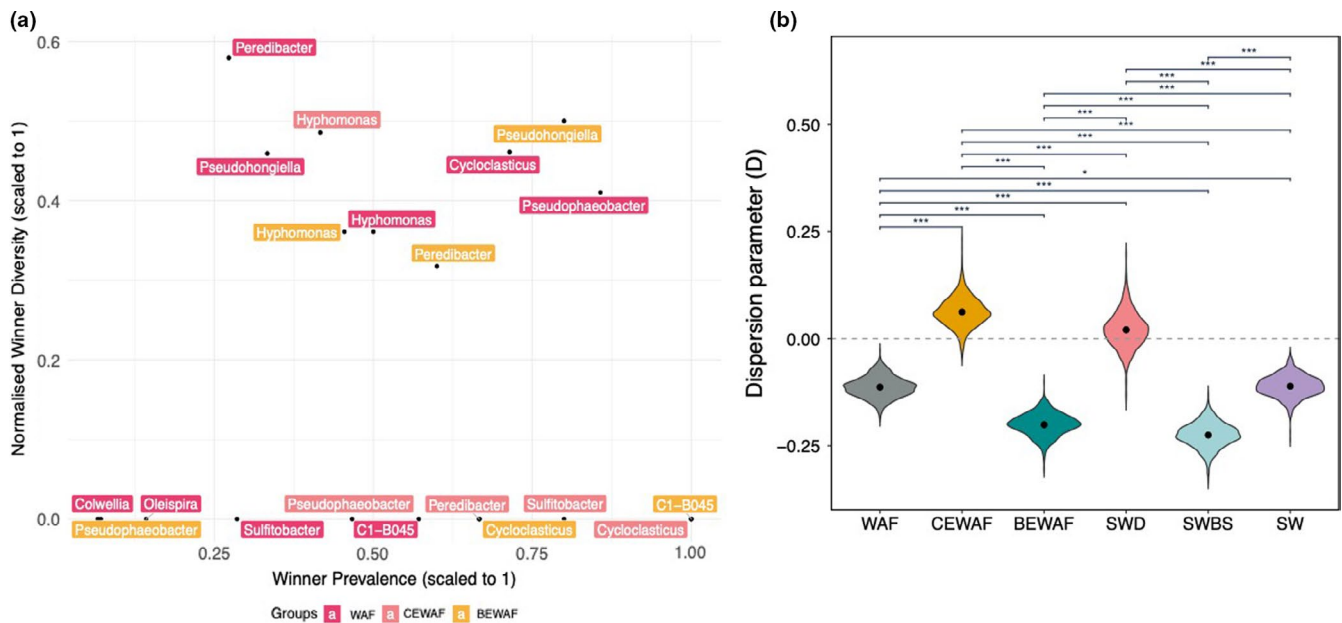 (a)
Normalised Winner Diversity (scaled to 1)
0.6
0.4
0.2
0.0
Peredibacter
Hyphomonas
Pseudohongiella
Pseudohongiella
Cycloclasticus
Pseudophaeobacter
Hyphomonas
Hyphomonas
Peredibacter
Colwellia
Oleispira
Pseudophaeobacter
Peredibacter
Sulfitobacter
C1-B045
Pseudophaeobacter
Sulfitobacter
C1-B045
Cycloclasticus
Cycloclasticus
0.25
0.50
0.75
1.00
Winner Prevalence (scaled to 1)
Groups a WAF a CEWAF a BEWAF
(b)
Dispersion parameter (D)
0.50
0.25
0.00
-0.25
***
***
***
***
***
***
***
***
***
***
***
*
***
***
***
***
WAF CEWAF BEWAF SWD SWBS SW